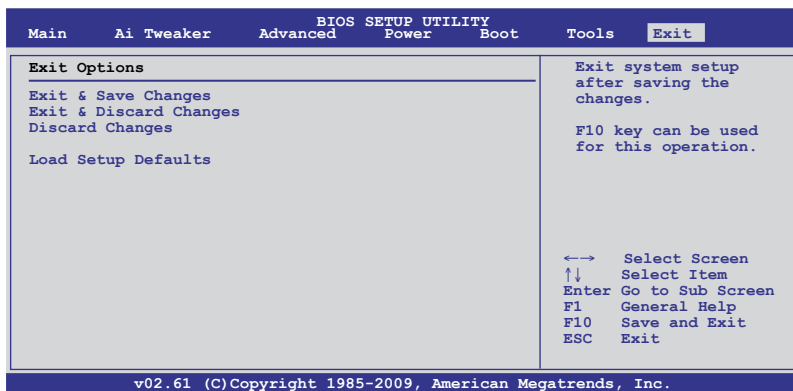 BIOS SETUP UTILITY
Main Ai Tweaker Advanced Power Boot Tools Exit
Exit Options
Exit & Save Changes
Exit & Discard Changes
Discard Changes
Load Setup Defaults
Exit system setup
after saving the
changes.
F10 key can be used
for this operation.
←→ Select Screen
↑↓ Select Item
Enter Go to Sub Screen
F1 General Help
F10 Save and Exit
ESC Exit
v02.61 (C)Copyright 1985-2009, American Megatrends, Inc.